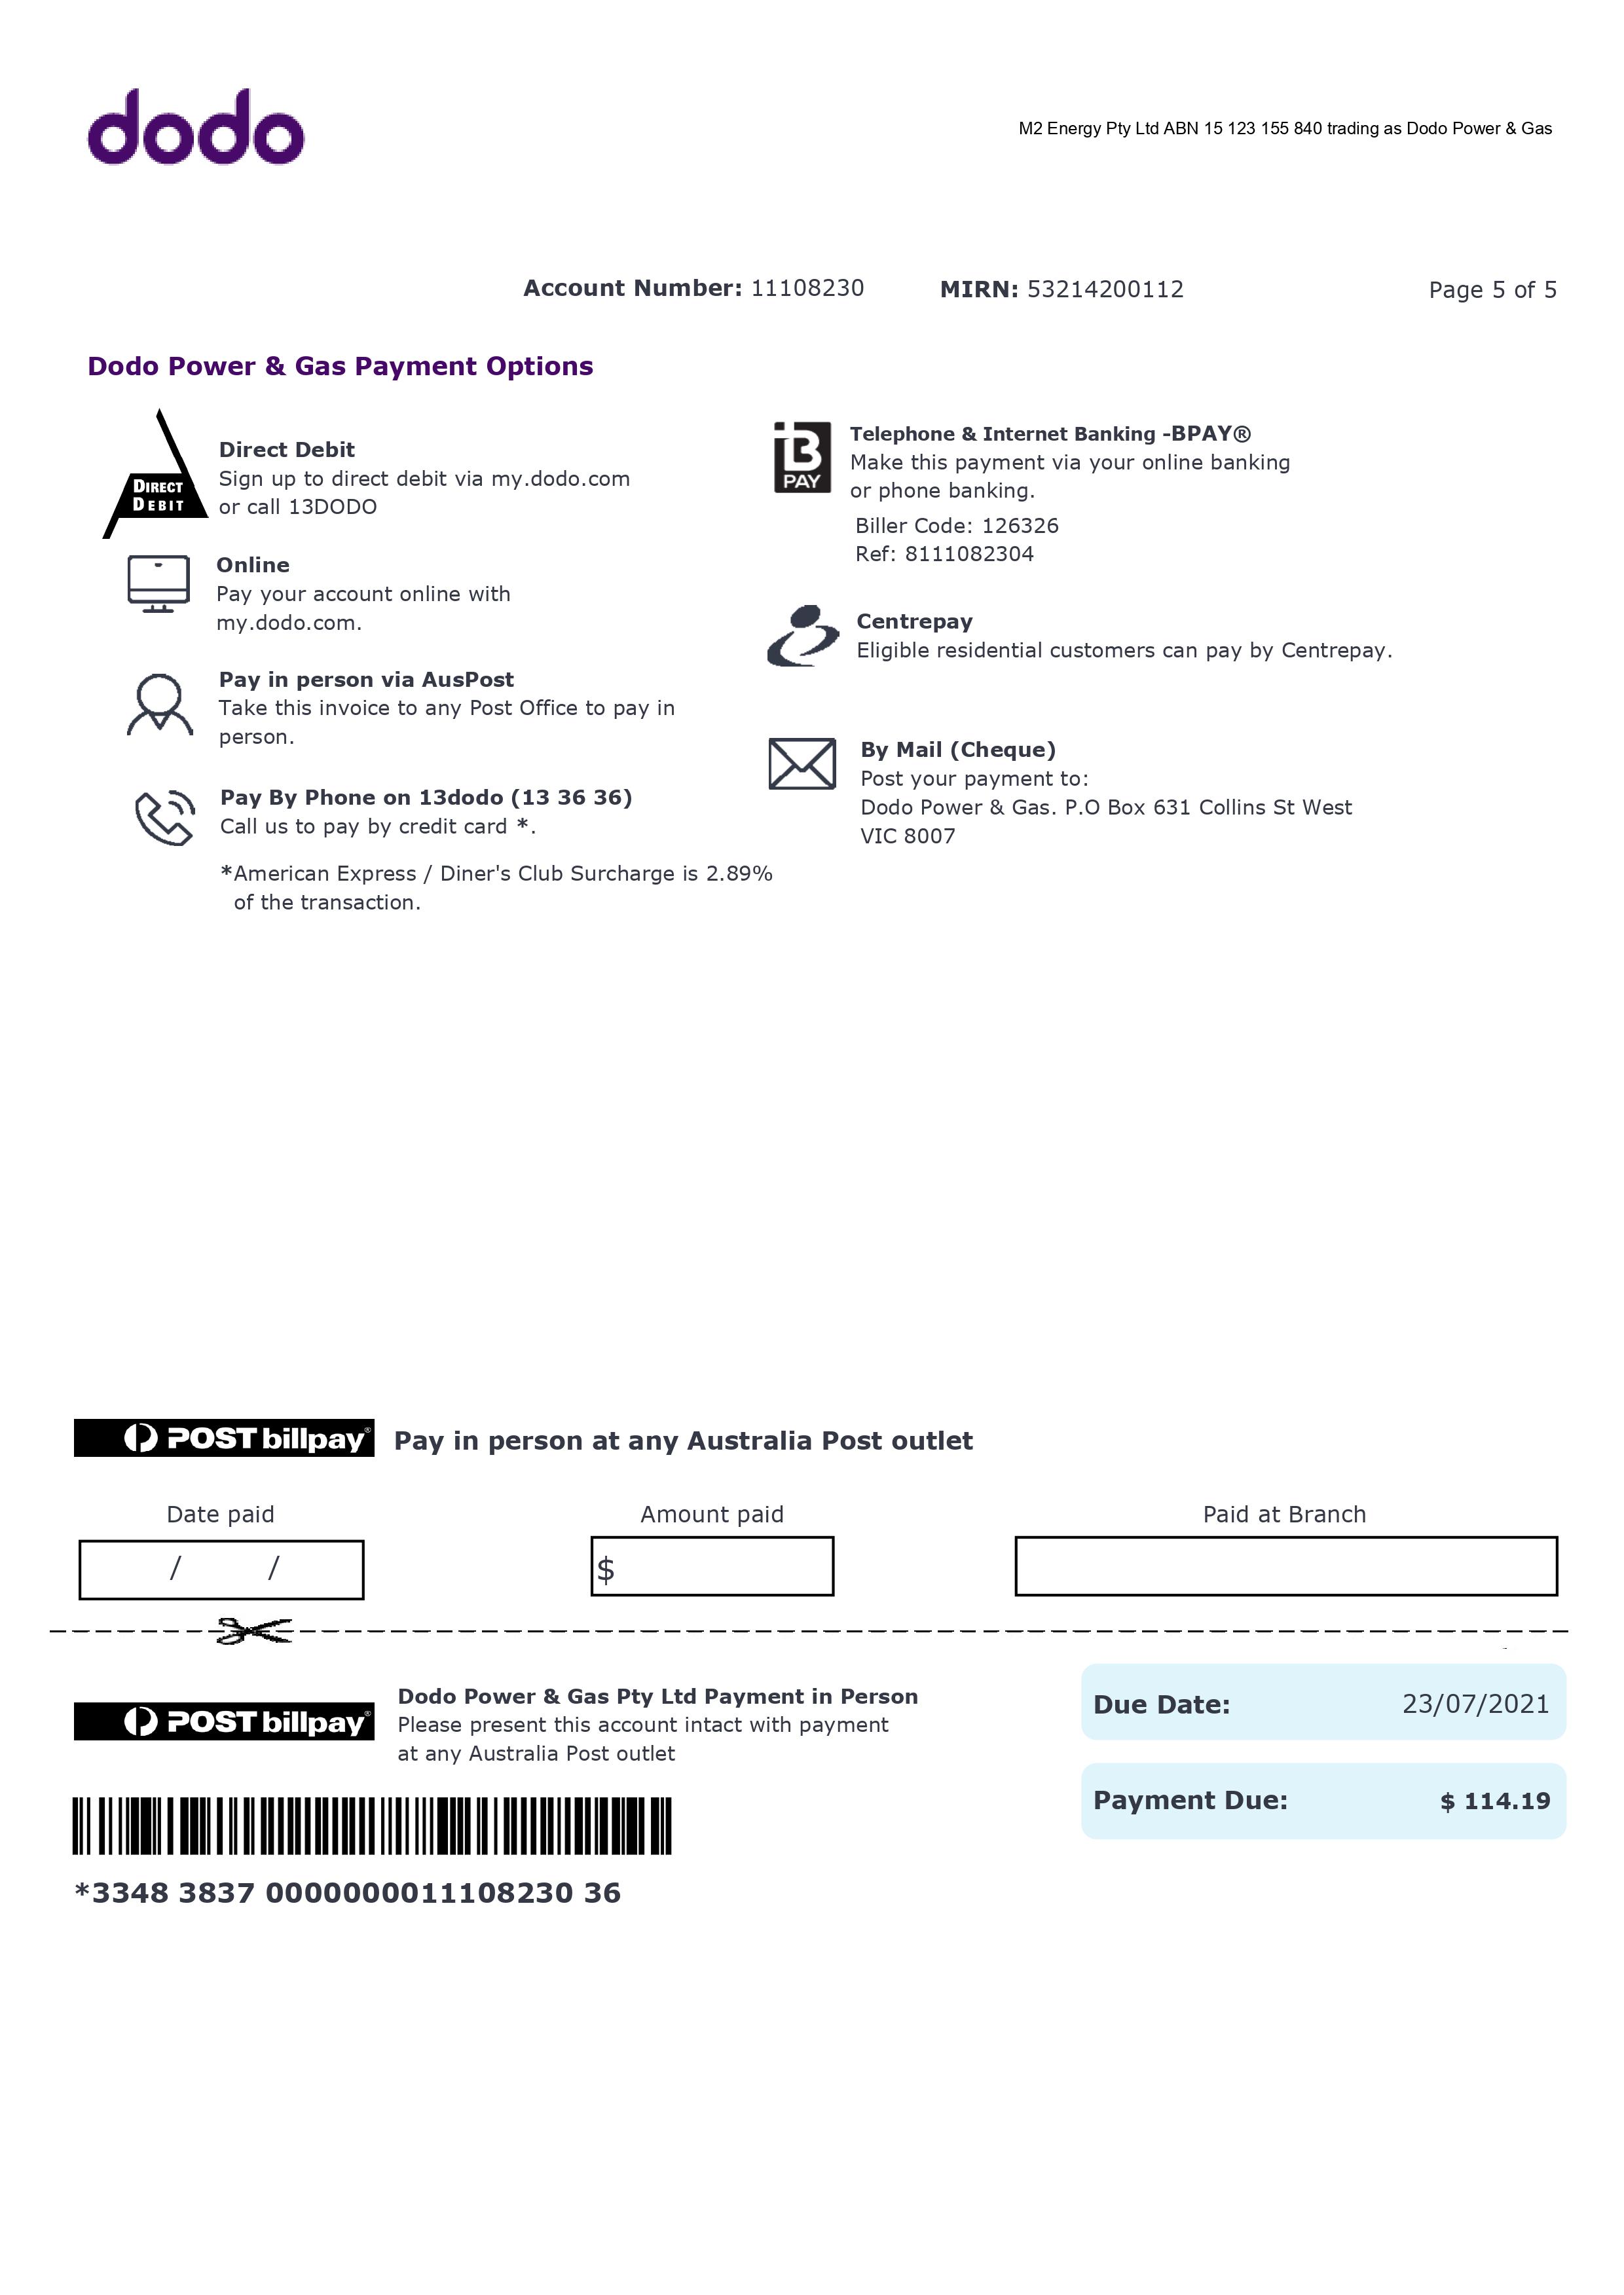 dodo
M2 Energy Pty Ltd ABN 15 123 155 840 trading as Dodo Power & Gas
Account Number: 11108230 MIRN: 53214200112 Page 5 of 5
Dodo Power & Gas Payment Options
DIRECT
DEBIT
Direct Debit
Sign up to direct debit via my.dodo.com
or call 13DODO
Online
Pay your account online with
my.dodo.com.
Pay in person via AusPost
Take this invoice to any Post Office to pay in
person.
Pay By Phone on 13dodo (13 36 36)
Call us to pay by credit card *.
*American Express / Diner's Club Surcharge is 2.89%
of the transaction.
B
PAY
Telephone & Internet Banking -BPAY®
Make this payment via your online banking
or phone banking.
Biller Code: 126326
Ref: 8111082304
Centrepay
Eligible residential customers can pay by Centrepay.
By Mail (Cheque)
Post your payment to:
Dodo Power & Gas. P.O Box 631 Collins St West
VIC 8007
POST billpay® Pay in person at any Australia Post outlet
Date paid Amount paid Paid at Branch
/ / $
POST billpay®
Dodo Power & Gas Pty Ltd Payment in Person
Please present this account intact with payment
at any Australia Post outlet
Due Date: 23/07/2021
Payment Due: $ 114.19
*3348 3837 0000000011108230 36